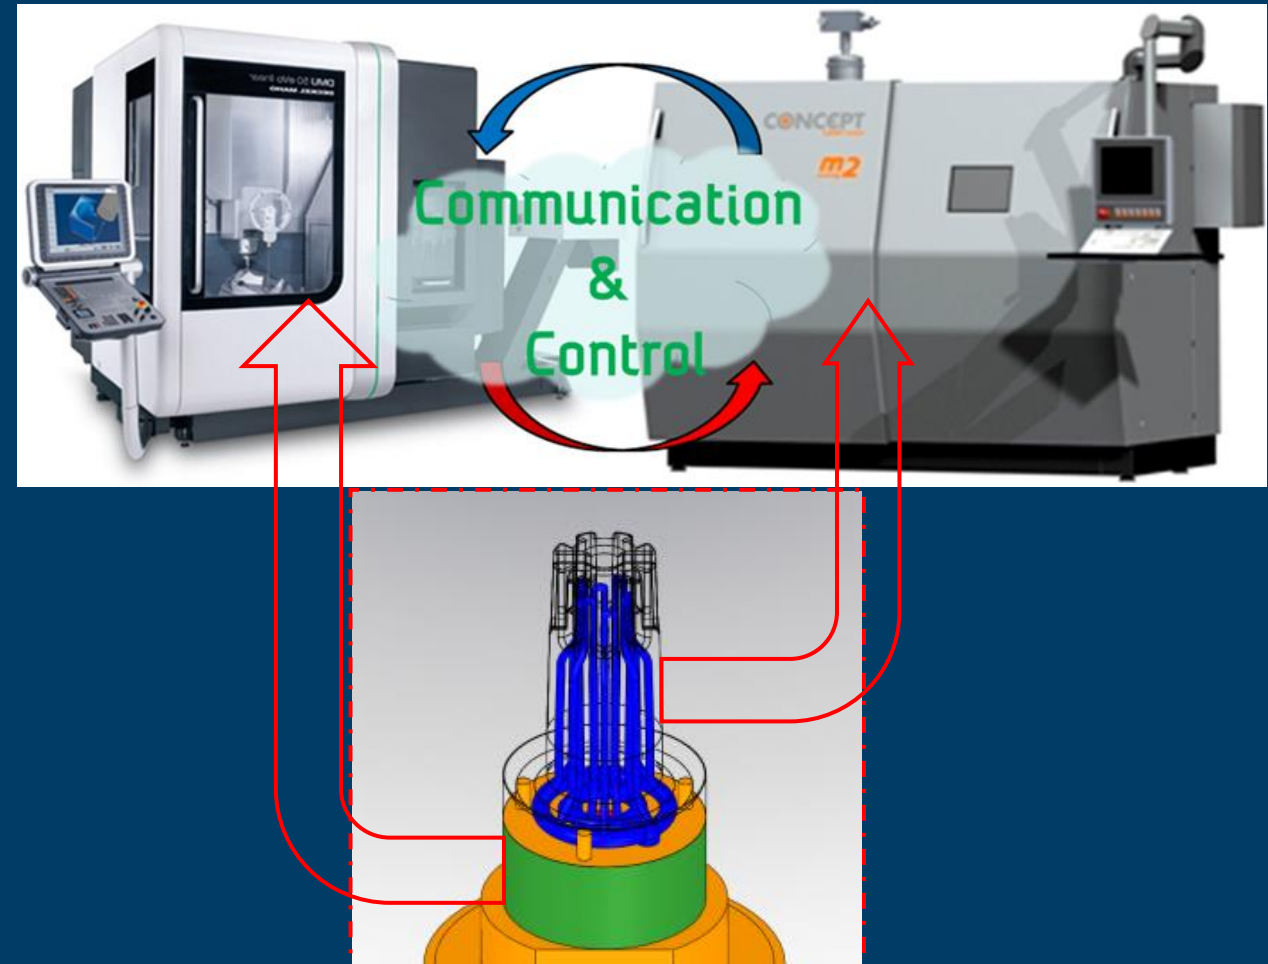 DMU 50 eVo linear
DECKEL MAHO
CONCEPT
m2
Communication
&
Control